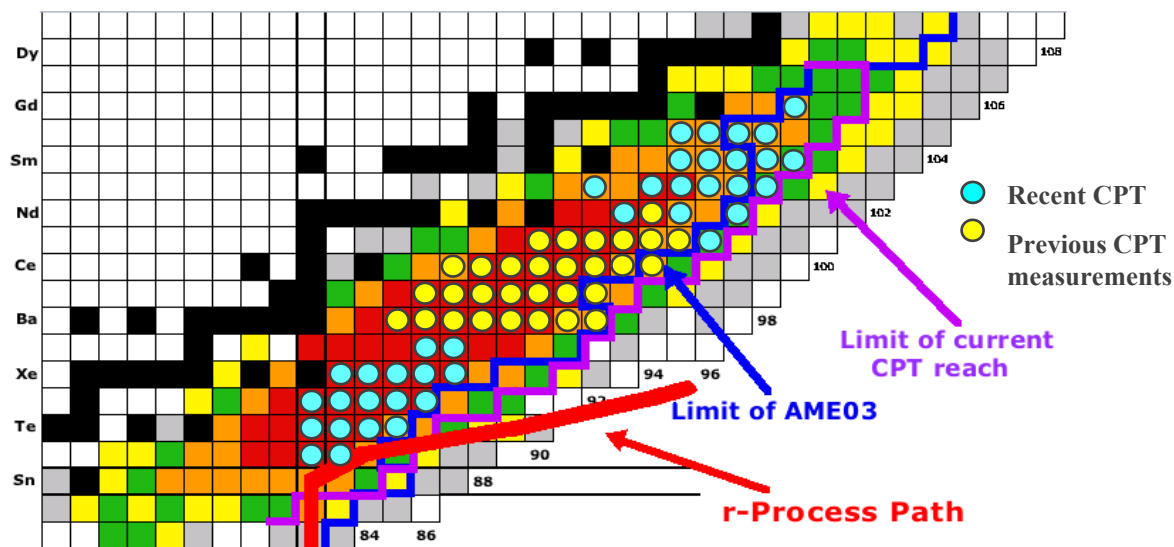 Dy
108
Gd
106
Sm
104
Nd
102
Recent CPT
Ce
100
Previous CPT
measurements
Ba
98
Limit of current
CPT reach
Xe
94
96
92
Limit of AME03
Te
90
Sn
88
r-Process Path
84
86